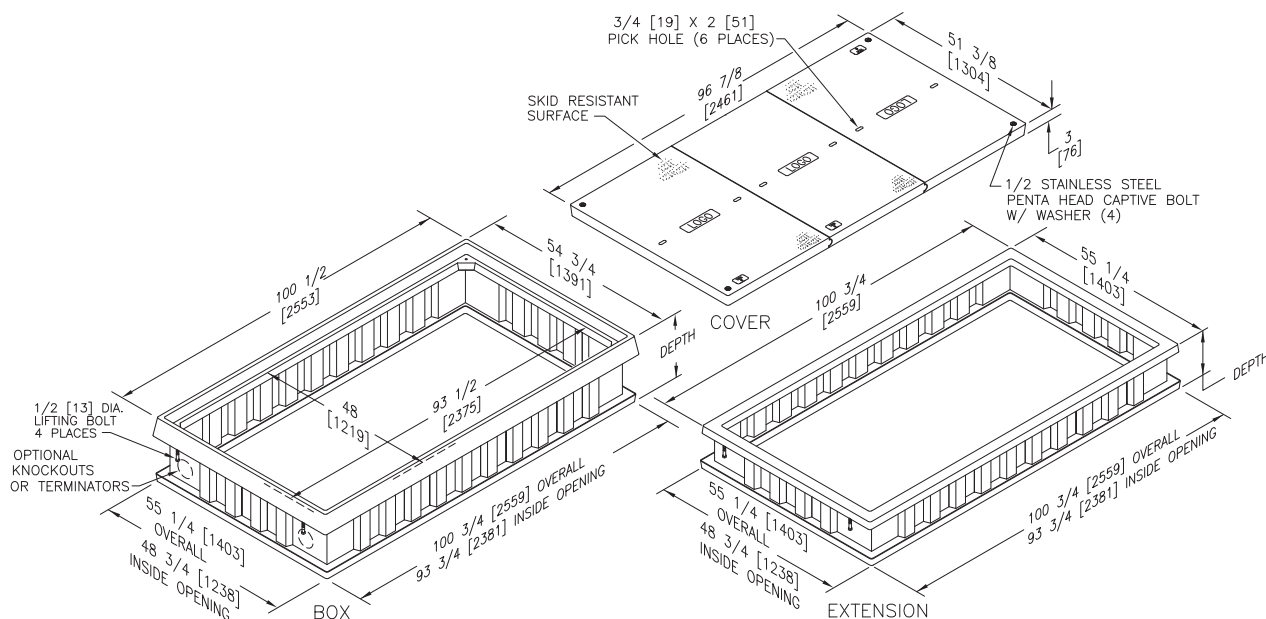 3/4 [19] X 2 [51]
PICK HOLE (6 PLACES)
51 3/8
[1304]
96 7/8
[2461]
SKID RESISTANT
SURFACE
LOGO
LOGO
LOGO
3
[76]
1/2 STAINLESS STEEL
PENTA HEAD CAPTIVE BOLT
W/ WASHER (4)
COVER
100 1/2
[2553]
54 3/4
[1391]
DEPTH
48
[1219]
93 1/2
[2375]
1/2 [13] DIA.
LIFTING BOLT
4 PLACES
OPTIONAL
KNOCKOUTS
OR TERMINATORS
55 1/4 [1403]
OVERALL
48 3/4 [1238]
INSIDE OPENING
100 3/4 [2559] OVERALL
93 3/4 [2381] INSIDE OPENING
BOX
100 3/4
[2559]
55 1/4
[1403]
DEPTH
55 1/4 [1403]
OVERALL
48 3/4 [1238]
INSIDE OPENING
100 3/4 [2559] OVERALL
93 3/4 [2381] INSIDE OPENING
EXTENSION